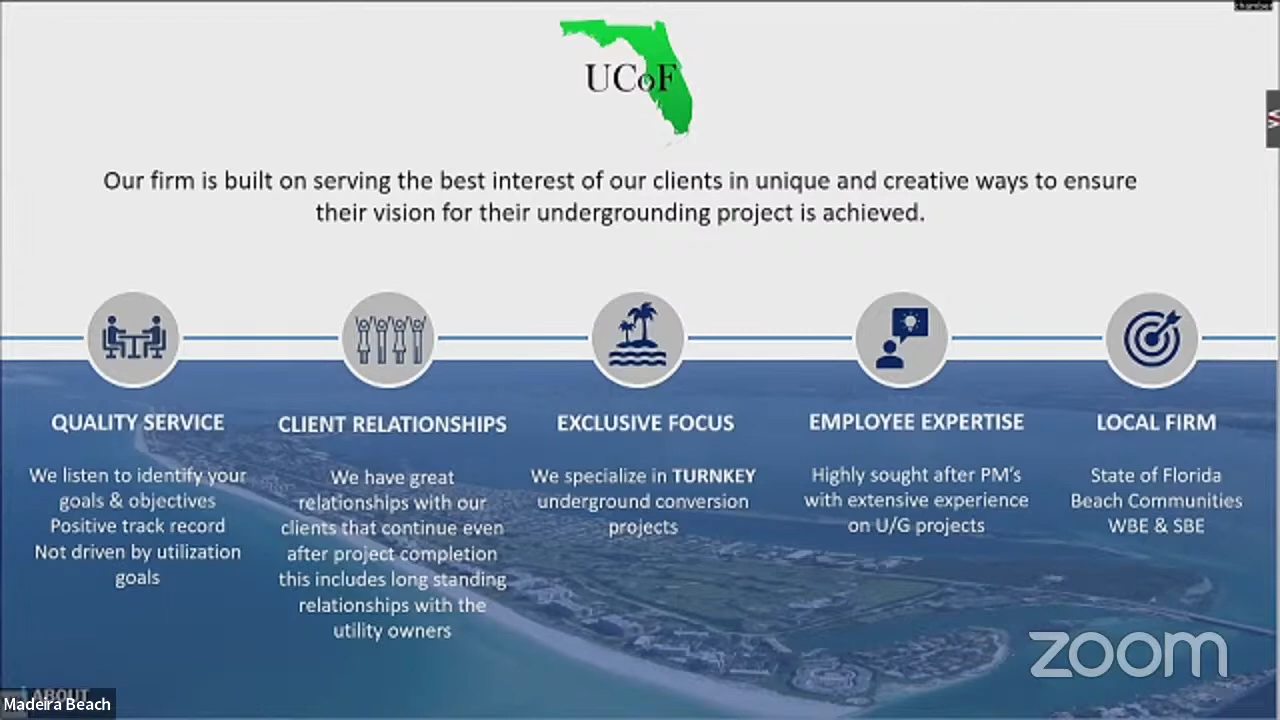 chamber
UCoF
Our firm is built on serving the best interest of our clients in unique and creative ways to ensure
their vision for their undergrounding project is achieved.
QUALITY SERVICE
We listen to identify your
goals & objectives
Positive track record
Not driven by utilization
goals
CLIENT RELATIONSHIPS
We have great
relationships with our
clients that continue even
after project completion
this includes long standing
relationships with the
utility owners
EXCLUSIVE FOCUS
We specialize in TURNKEY
underground conversion
projects
EMPLOYEE EXPERTISE
Highly sought after PM's
with extensive experience
on U/G projects
LOCAL FIRM
State of Florida
Beach Communities
WBE & SBE
zoom
ABOUT
Madeira Beach